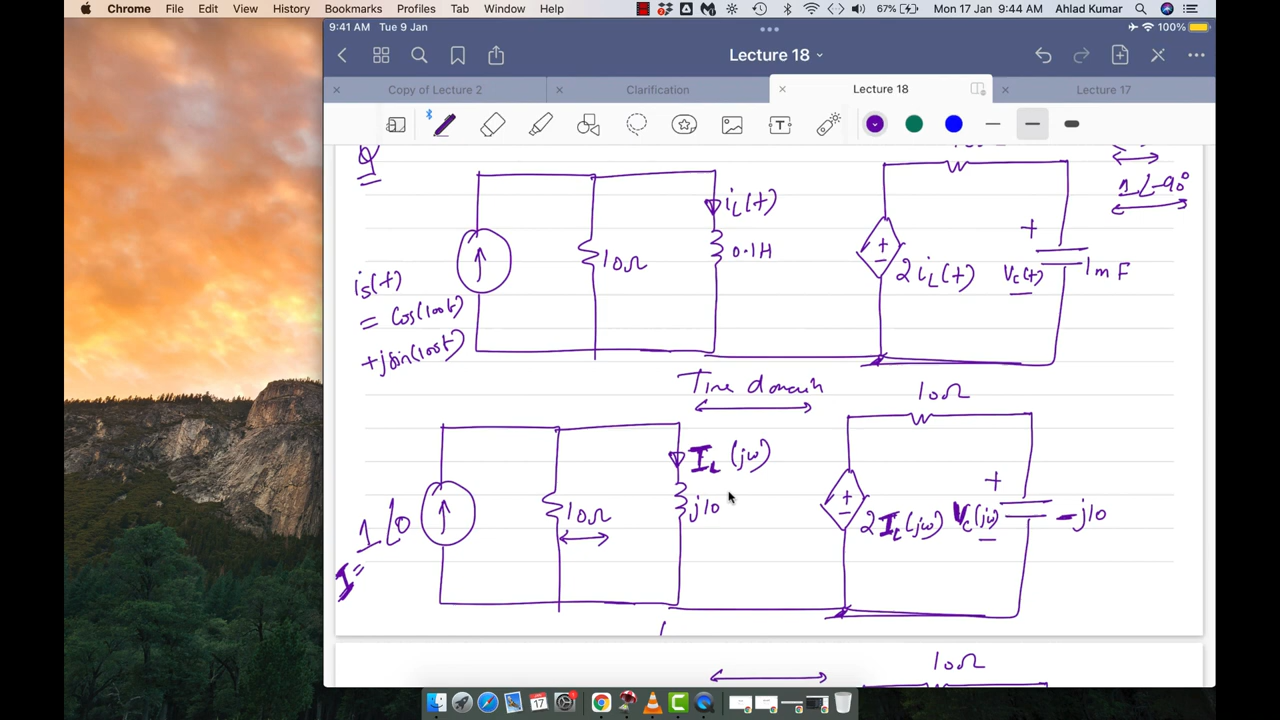 Chrome File Edit View History Bookmarks Profiles Tab Window Help 67% Mon 17 Jan 9:44 AM Ahlad Kumar
9:41 AM Tue 9 Jan 100%
Lecture 18
Copy of Lecture 2 Clarification Lecture 18 Lecture 17
Q
1∠-90°
iL(t)
10Ω 0.1H
+
2iL(t) Vc(t) 1mF
is(t)
= Cos(100t)
+jsin(100t)
Time domain
10Ω
IL (jω)
+
1∠0 10Ω j10 2IL(jω) Vc(jω) -j10
I=
10Ω
17